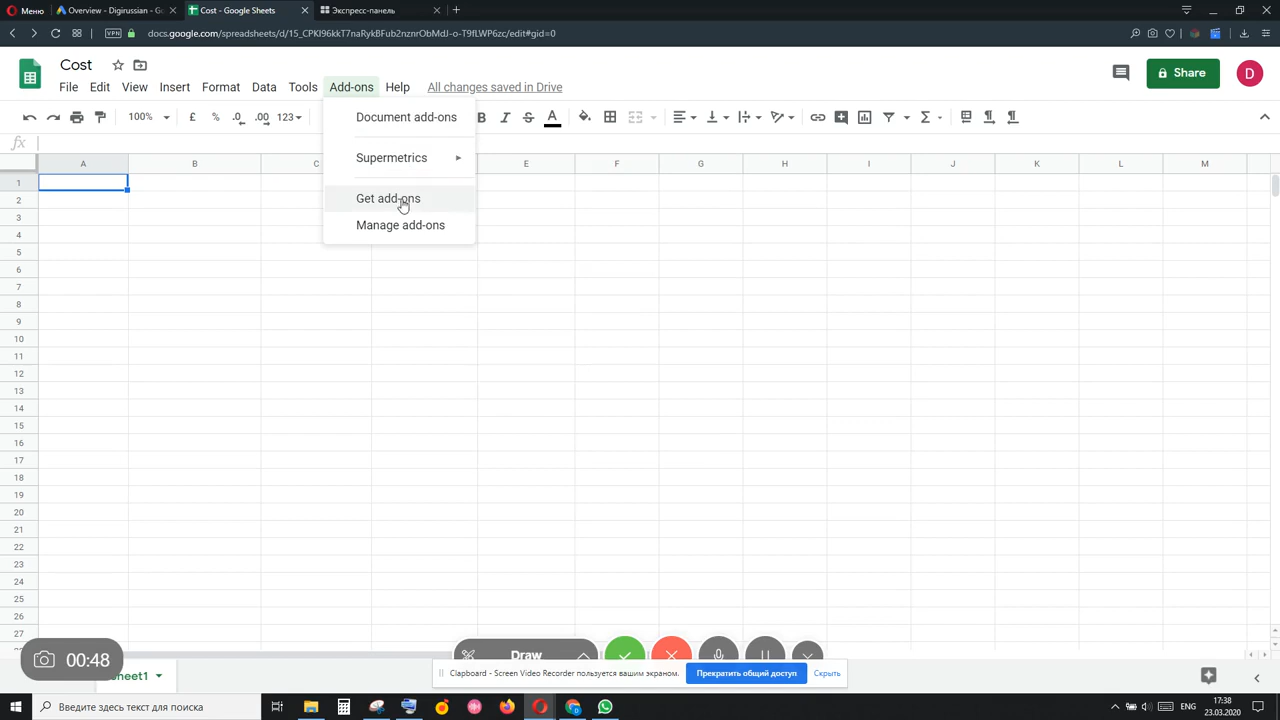 Меню
Overview - Digirussian - Go
Cost - Google Sheets
Экспресс-панель
VPN
docs.google.com/spreadsheets/d/15_CPKI96kkT7naRykBFub2nznrObMdJ-o-T9fLWP6zc/edit#gid=0
Cost
File Edit View Insert Format Data Tools Add-ons Help All changes saved in Drive
Share
D
100% £ % .0 .00 123 B I S A
Document add-ons
Supermetrics
Get add-ons
Manage add-ons
fx
A B C E F G H I J K L M
1
2
3
4
5
6
7
8
9
10
11
12
13
14
15
16
17
18
19
20
21
22
23
24
25
26
27
00:48
Draw
Clapboard - Screen Video Recorder пользуется вашим экраном.
Прекратить общий доступ
Скрыть
Sheet1
Введите здесь текст для поиска
17:38
23.03.2020